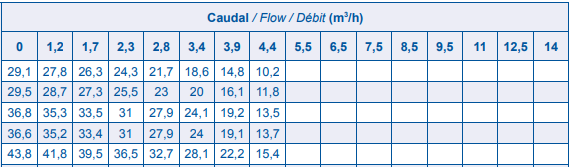 Caudal / Flow / Débit (m³/h)
0 1,2 1,7 2,3 2,8 3,4 3,9 4,4 5,5 6,5 7,5 8,5 9,5 11 12,5 14
29,1 27,8 26,3 24,3 21,7 18,6 14,8 10,2
29,5 28,7 27,3 25,5 23 20 16,1 11,8
36,8 35,3 33,5 31 27,9 24,1 19,2 13,5
36,6 35,2 33,4 31 27,9 24 19,1 13,7
43,8 41,8 39,5 36,5 32,7 28,1 22,2 15,4